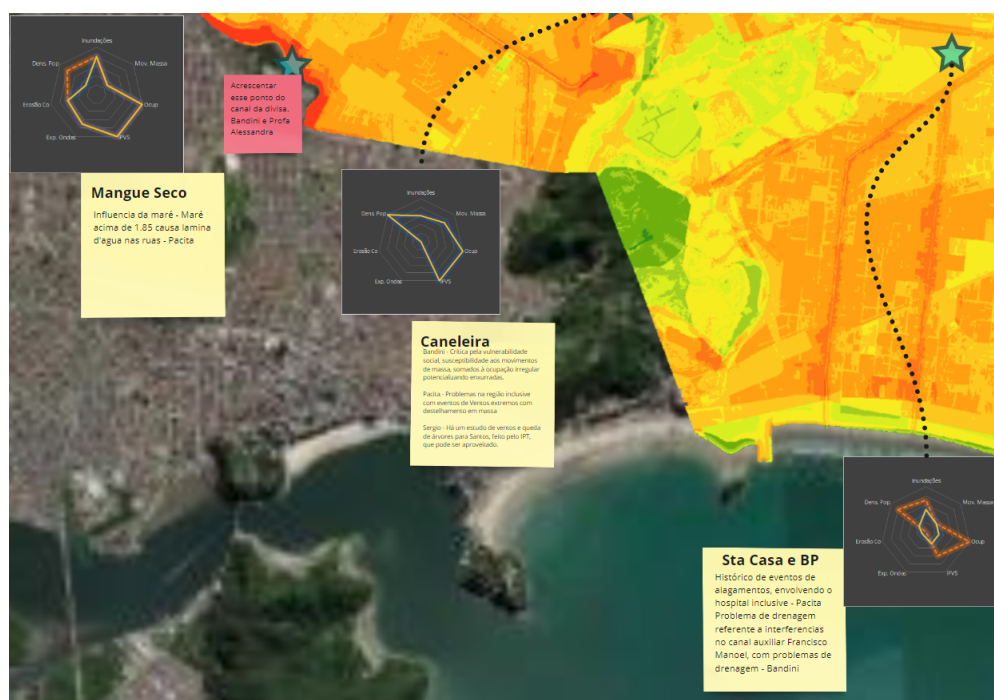 Inundações
Dens. Pop.
Mov. Massa
Erosão Co
Ocup
Exp. Ondas
IPVS
Acrescentar
esse ponto do
canal da divisa.
Bandini e Profa
Alessandra
Mangue Seco
Influencia da maré - Maré
acima de 1.85 causa lamina
d'agua nas ruas - Pacita
Inundações
Dens. Pop.
Mov. Massa
Erosão Co
Ocup
Exp. Ondas
IPVS
Caneleira
Bandini - Crítica pela vulnerabilidade
social, susceptibilidade aos movimentos
de massa, somados à ocupação irregular
potencializando enxurradas.
Pacita - Problemas na região inclusive
com eventos de Ventos extremos com
destelhamento em massa
Sergio - Há um estudo de ventos e queda
de árvores para Santos, feito pelo IPT,
que pode ser aproveitado.
Inundações
Dens. Pop.
Mov. Massa
Erosão Co
Ocup
Exp. Ondas
IPVS
Sta Casa e BP
Histórico de eventos de
alagamentos, envolvendo o
hospital inclusive - Pacita
Problema de drenagem
referente a interferencias
no canal auxiliar Francisco
Manoel, com problemas de
drenagem - Bandini